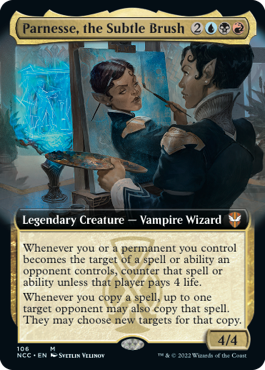 Parnesse, the Subtle Brush 2
Legendary Creature — Vampire Wizard
Whenever you or a permanent you control
becomes the target of a spell or ability an
opponent controls, counter that spell or
ability unless that player pays 4 life.
Whenever you copy a spell, up to one
target opponent may also copy that spell.
They may choose new targets for that copy.
4/4
106 M
NCC • EN Svetlin Velinov
™ & © 2022 Wizards of the Coast